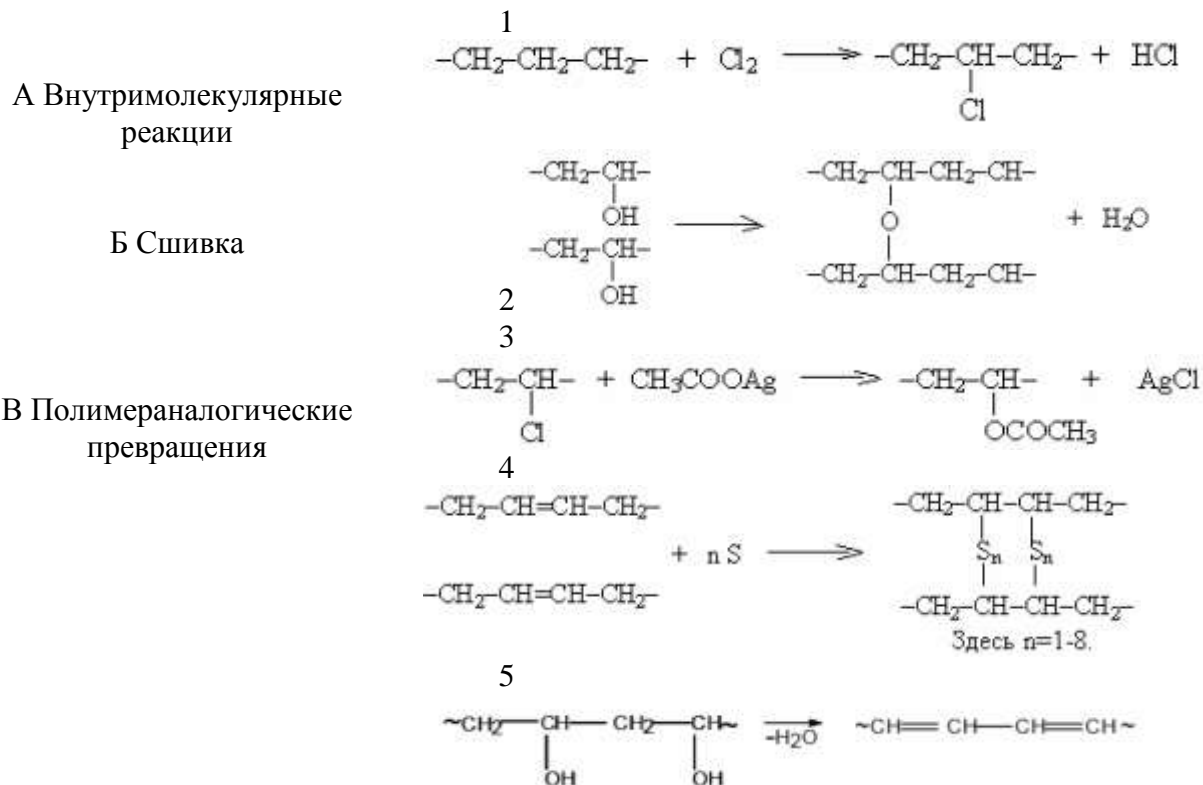 1
–CH₂–CH₂–CH₂– + Cl₂ → –CH₂–CH–CH₂– + HCl
Cl
А Внутримолекулярные
реакции
–CH₂–CH–
OH
–CH₂–CH–
OH
→
–CH₂–CH–CH₂–CH–
O
–CH₂–CH–CH₂–CH–
+ H₂O
Б Сшивка
2
3
–CH₂–CH– + CH₃COOAg → –CH₂–CH– + AgCl
Cl
OCOCH₃
В Полимераналогические
превращения
4
–CH₂–CH=CH–CH₂–
+ n S →
–CH₂–CH=CH–CH₂–
–CH₂–CH–CH–CH₂–
Sₙ Sₙ
–CH₂–CH–CH–CH₂–
Здесь n=1-8.
5
~CH₂–CH–CH₂–CH~ → ~CH=CH–CH=CH~
–H₂O
OH OH